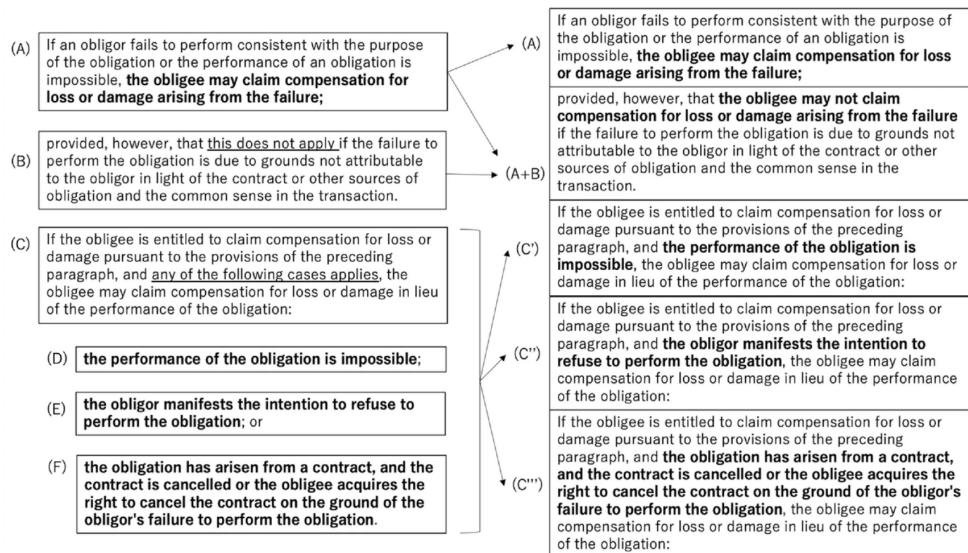 (A)
If an obligor fails to perform consistent with the purpose
of the obligation or the performance of an obligation is
impossible, the obligee may claim compensation for
loss or damage arising from the failure;
(B)
provided, however, that this does not apply if the failure to
perform the obligation is due to grounds not attributable
to the obligor in light of the contract or other sources of
obligation and the common sense in the transaction.
(C)
If the obligee is entitled to claim compensation for loss or
damage pursuant to the provisions of the preceding
paragraph, and any of the following cases applies, the
obligee may claim compensation for loss or damage in lieu
of the performance of the obligation:
(D)
the performance of the obligation is impossible;
(E)
the obligor manifests the intention to refuse to
perform the obligation; or
(F)
the obligation has arisen from a contract, and the
contract is cancelled or the obligee acquires the
right to cancel the contract on the ground of the
obligor's failure to perform the obligation.
(A)
If an obligor fails to perform consistent with the purpose of
the obligation or the performance of an obligation is
impossible, the obligee may claim compensation for loss
or damage arising from the failure;
(A+B)
provided, however, that the obligee may not claim
compensation for loss or damage arising from the failure
if the failure to perform the obligation is due to grounds not
attributable to the obligor in light of the contract or other
sources of obligation and the common sense in the
transaction.
(C')
If the obligee is entitled to claim compensation for loss or
damage pursuant to the provisions of the preceding
paragraph, and the performance of the obligation is
impossible, the obligee may claim compensation for loss or
damage in lieu of the performance of the obligation:
(C'')
If the obligee is entitled to claim compensation for loss or
damage pursuant to the provisions of the preceding
paragraph, and the obligor manifests the intention to
refuse to perform the obligation, the obligee may claim
compensation for loss or damage in lieu of the performance
of the obligation:
(C''')
If the obligee is entitled to claim compensation for loss or
damage pursuant to the provisions of the preceding
paragraph, and the obligation has arisen from a contract,
and the contract is cancelled or the obligee acquires the
right to cancel the contract on the ground of the obligor's
failure to perform the obligation, the obligee may claim
compensation for loss or damage in lieu of the performance
of the obligation: